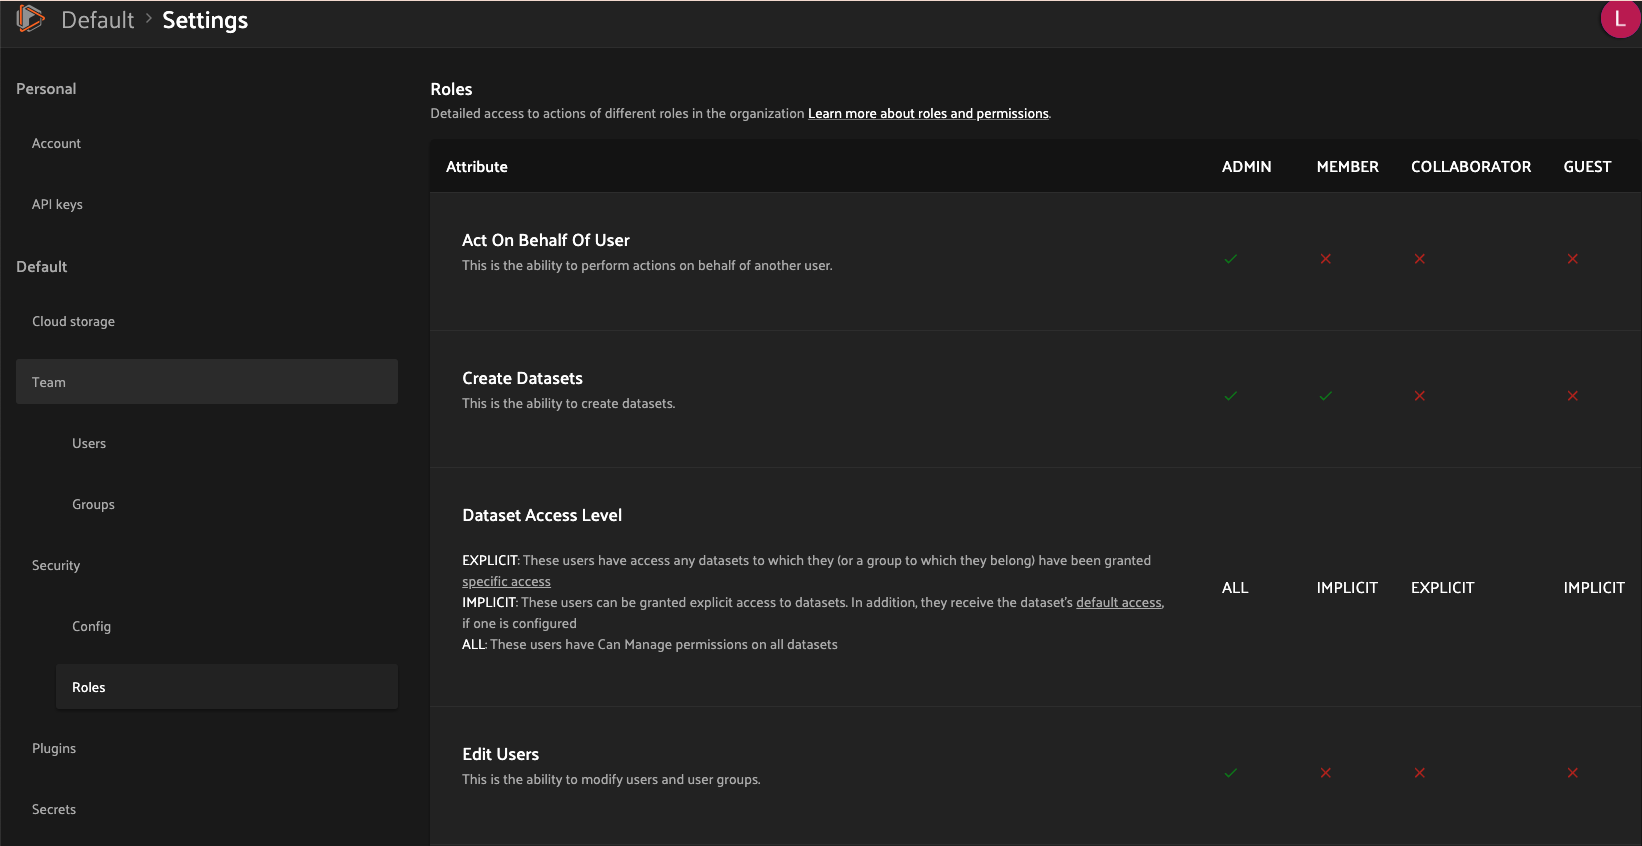 Default > Settings
L
Personal
Account
API keys
Default
Cloud storage
Team
Users
Groups
Security
Config
Roles
Plugins
Secrets
Roles
Detailed access to actions of different roles in the organization Learn more about roles and permissions.
Attribute ADMIN MEMBER COLLABORATOR GUEST
Act On Behalf Of User
This is the ability to perform actions on behalf of another user.
Create Datasets
This is the ability to create datasets.
Dataset Access Level
EXPLICIT: These users have access any datasets to which they (or a group to which they belong) have been granted
specific access
IMPLICIT: These users can be granted explicit access to datasets. In addition, they receive the dataset's default access,
if one is configured
ALL: These users have Can Manage permissions on all datasets
ALL IMPLICIT EXPLICIT IMPLICIT
Edit Users
This is the ability to modify users and user groups.